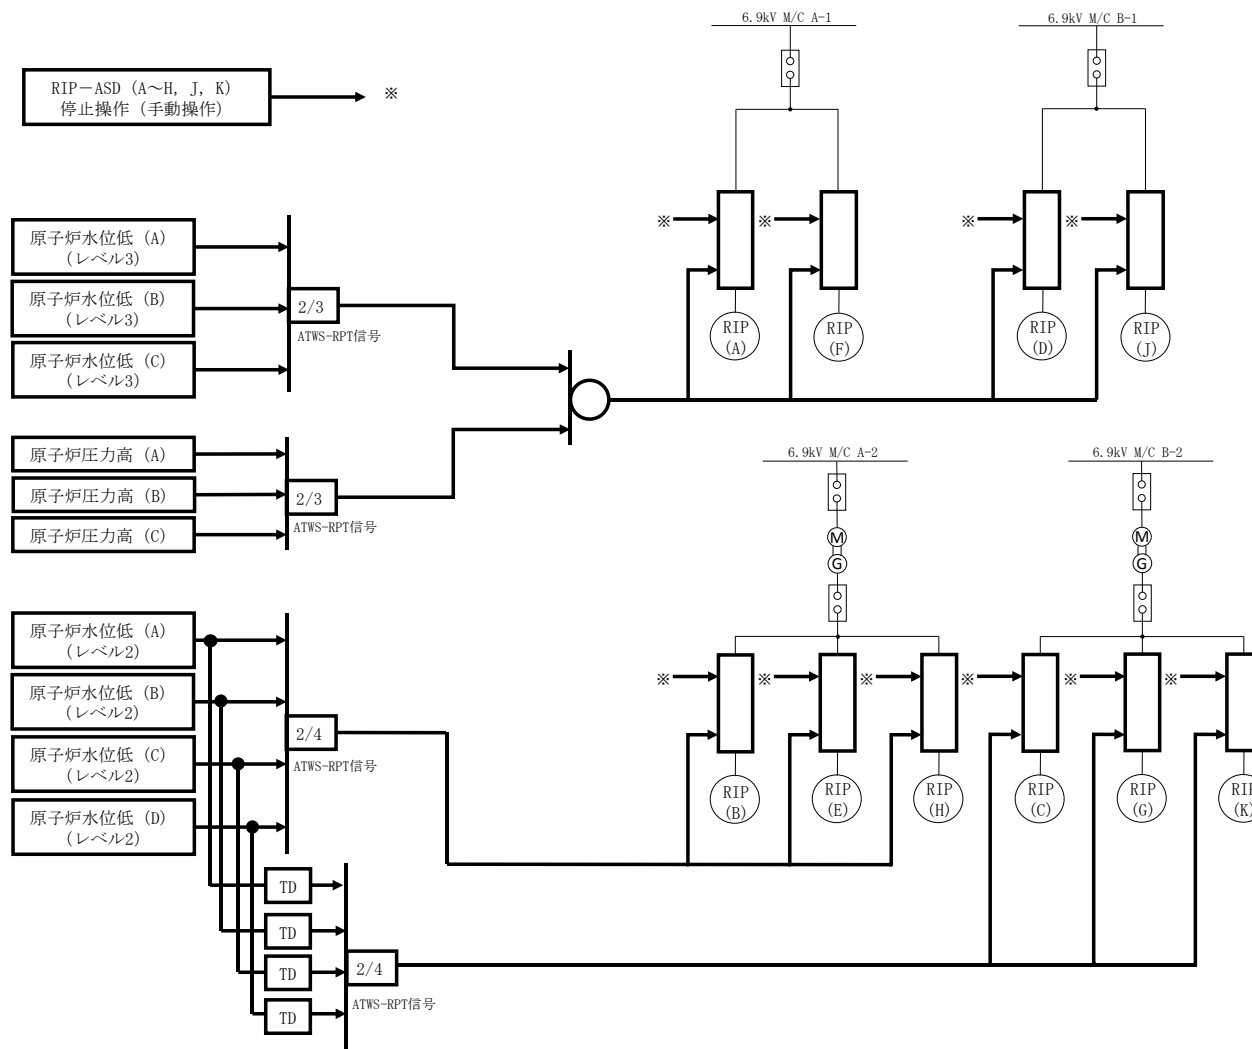 6.9kV M/C A-1
6.9kV M/C B-1
RIP－ASD（A～H，J，K）
停止操作（手動操作）
※
※
※
※
※
原子炉水位低（A）
（レベル3）
原子炉水位低（B）
（レベル3）
原子炉水位低（C）
（レベル3）
2/3
ATWS-RPT信号
RIP
(A)
RIP
(F)
RIP
(D)
RIP
(J)
原子炉圧力高（A）
原子炉圧力高（B）
原子炉圧力高（C）
2/3
ATWS-RPT信号
6.9kV M/C A-2
6.9kV M/C B-2
M
G
M
G
原子炉水位低（A）
（レベル2）
原子炉水位低（B）
（レベル2）
原子炉水位低（C）
（レベル2）
原子炉水位低（D）
（レベル2）
2/4
ATWS-RPT信号
※
※
※
※
※
※
RIP
(B)
RIP
(E)
RIP
(H)
RIP
(C)
RIP
(G)
RIP
(K)
TD
TD
TD
TD
2/4
ATWS-RPT信号